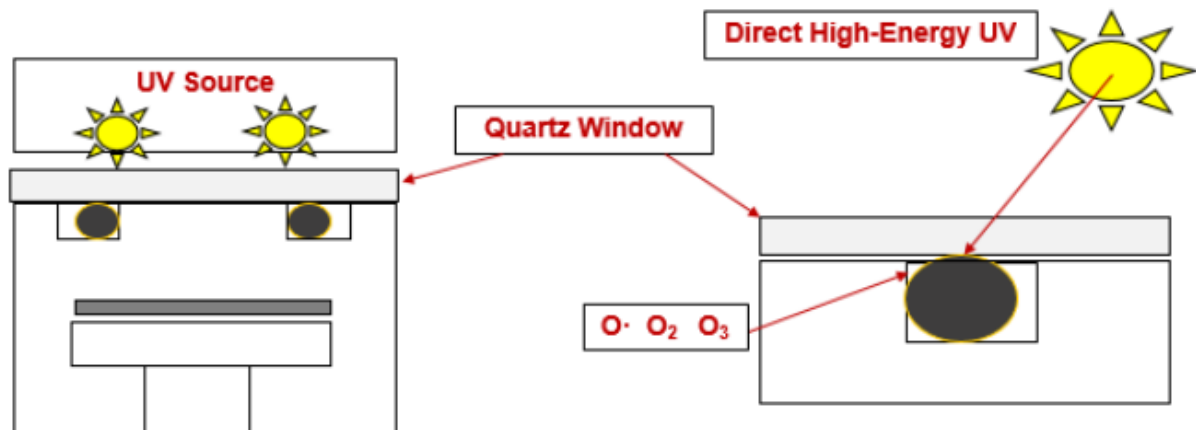 Direct High-Energy UV
UV Source
Quartz Window
O· O₂ O₃